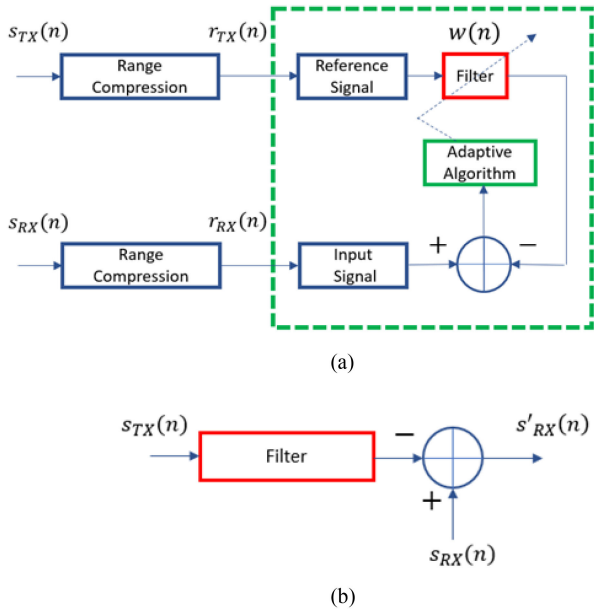 s_TX(n) r_TX(n) w(n)
Range Compression
Reference Signal
Filter
Adaptive Algorithm
s_RX(n) r_RX(n)
+ −
Range Compression
Input Signal
(a)
s_TX(n) − s'_RX(n)
Filter
+
s_RX(n)
(b)